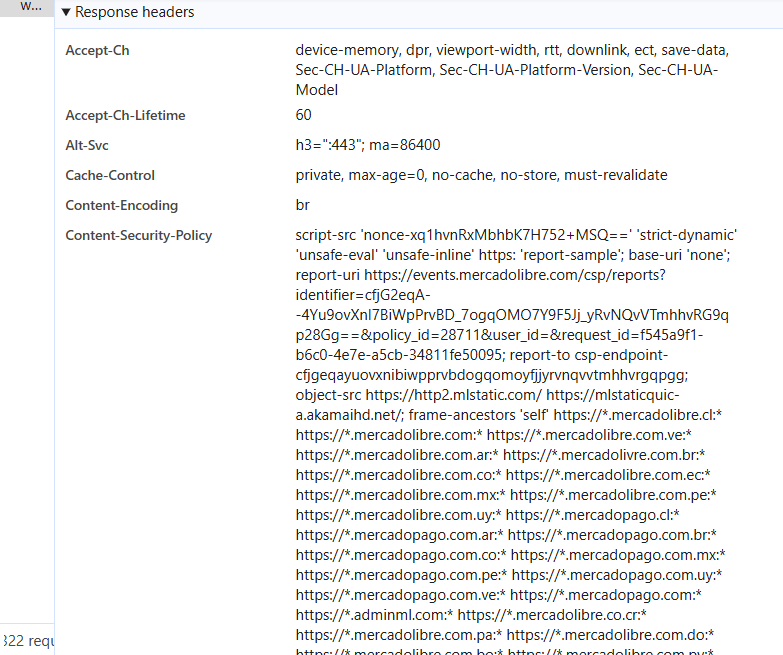 w...
▼ Response headers
Accept-Ch
device-memory, dpr, viewport-width, rtt, downlink, ect, save-data,
Sec-CH-UA-Platform, Sec-CH-UA-Platform-Version, Sec-CH-UA-
Model
Accept-Ch-Lifetime
60
Alt-Svc
h3=":443"; ma=86400
Cache-Control
private, max-age=0, no-cache, no-store, must-revalidate
Content-Encoding
br
Content-Security-Policy
script-src 'nonce-xq1hvnRxMbhbK7H752+MSQ==' 'strict-dynamic'
'unsafe-eval' 'unsafe-inline' https: 'report-sample'; base-uri 'none';
report-uri https://events.mercadolibre.com/csp/reports?
identifier=cfjG2eqA-
-4Yu9ovXnI7BiWpPrvBD_7ogqOMO7Y9F5Jj_yRvNQvVTmhhvRG9q
p28Gg==&policy_id=28711&user_id=&request_id=f545a9f1-
b6c0-4e7e-a5cb-34811fe50095; report-to csp-endpoint-
cfjgeqayuovxnibiwpprvbdogqomoyfjjyrvnqvvtmhhvrgqpgg;
object-src https://http2.mlstatic.com/ https://mlstaticquic-
a.akamaihd.net/; frame-ancestors 'self' https://*.mercadolibre.cl:*
https://*.mercadolibre.com:* https://*.mercadolibre.com.ve:*
https://*.mercadolibre.com.ar:* https://*.mercadolivre.com.br:*
https://*.mercadolibre.com.co:* https://*.mercadolibre.com.ec:*
https://*.mercadolibre.com.mx:* https://*.mercadolibre.com.pe:*
https://*.mercadolibre.com.uy:* https://*.mercadopago.cl:*
https://*.mercadopago.com.ar:* https://*.mercadopago.com.br:*
https://*.mercadopago.com.co:* https://*.mercadopago.com.mx:*
https://*.mercadopago.com.pe:* https://*.mercadopago.com.uy:*
https://*.mercadopago.com.ve:* https://*.mercadopago.com:*
https://*.adminml.com:* https://*.mercadolibre.co.cr:*
https://*.mercadolibre.com.pa:* https://*.mercadolibre.com.do:*
https://*.mercadolibre.com.bo:* https://*.mercadolibre.com.py:*
322 requ